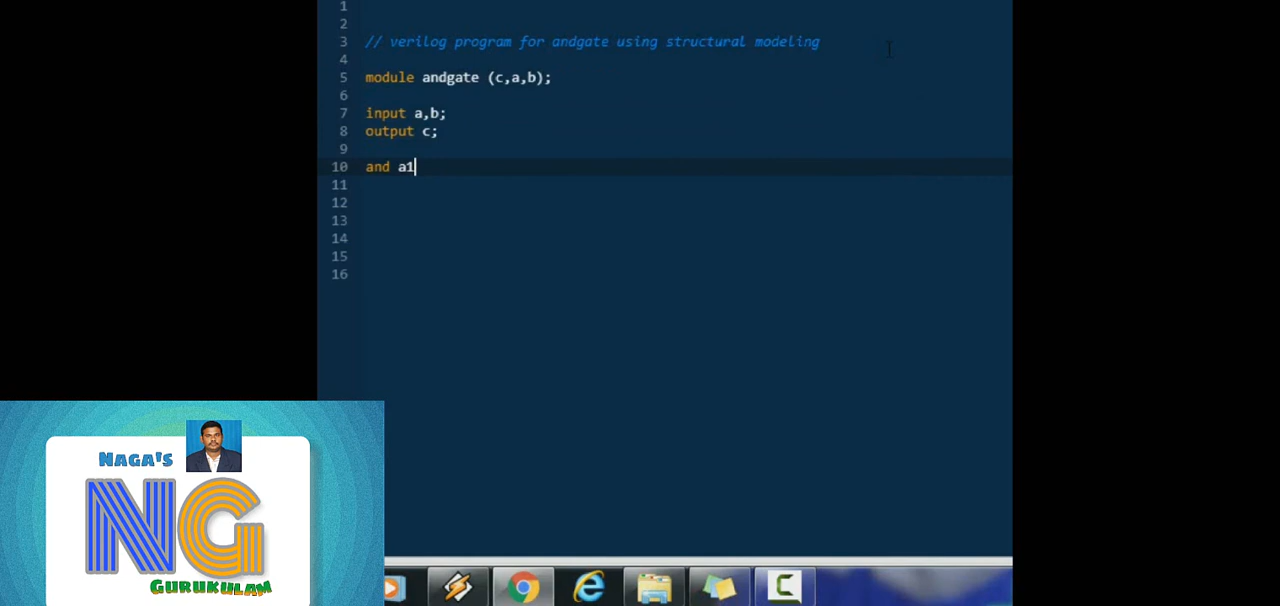 1
2
3 // verilog program for andgate using structural modeling
4
5 module andgate (c,a,b);
6
7 input a,b;
8 output c;
9
10 and a1
11
12
13
14
15
16
NAGA'S
NG
GURUKULAM